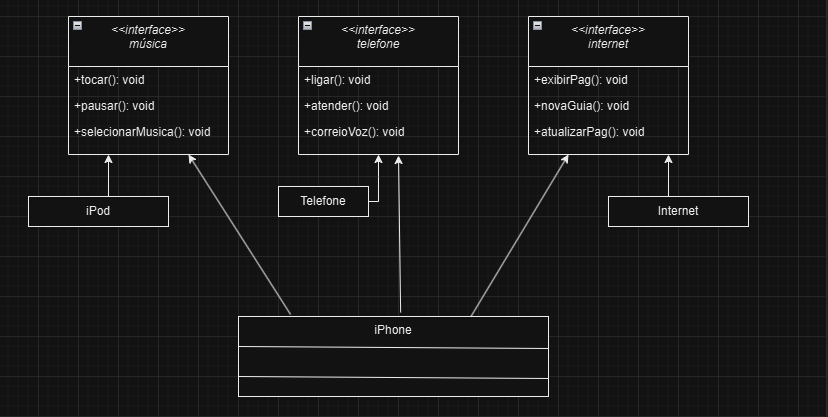 <<interface>>
música
+tocar(): void
+pausar(): void
+selecionarMusica(): void
<<interface>>
telefone
+ligar(): void
+atender(): void
+correioVoz(): void
<<interface>>
internet
+exibirPag(): void
+novaGuia(): void
+atualizarPag(): void
iPod
Telefone
Internet
iPhone